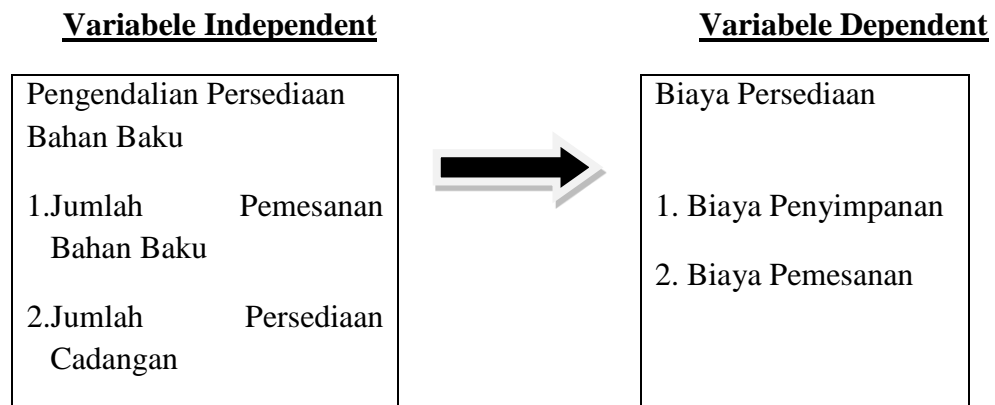 Variabele Independent
Variabele Dependent
Pengendalian Persediaan
Bahan Baku
1.Jumlah Pemesanan
Bahan Baku
2.Jumlah Persediaan
Cadangan
Biaya Persediaan
1. Biaya Penyimpanan
2. Biaya Pemesanan